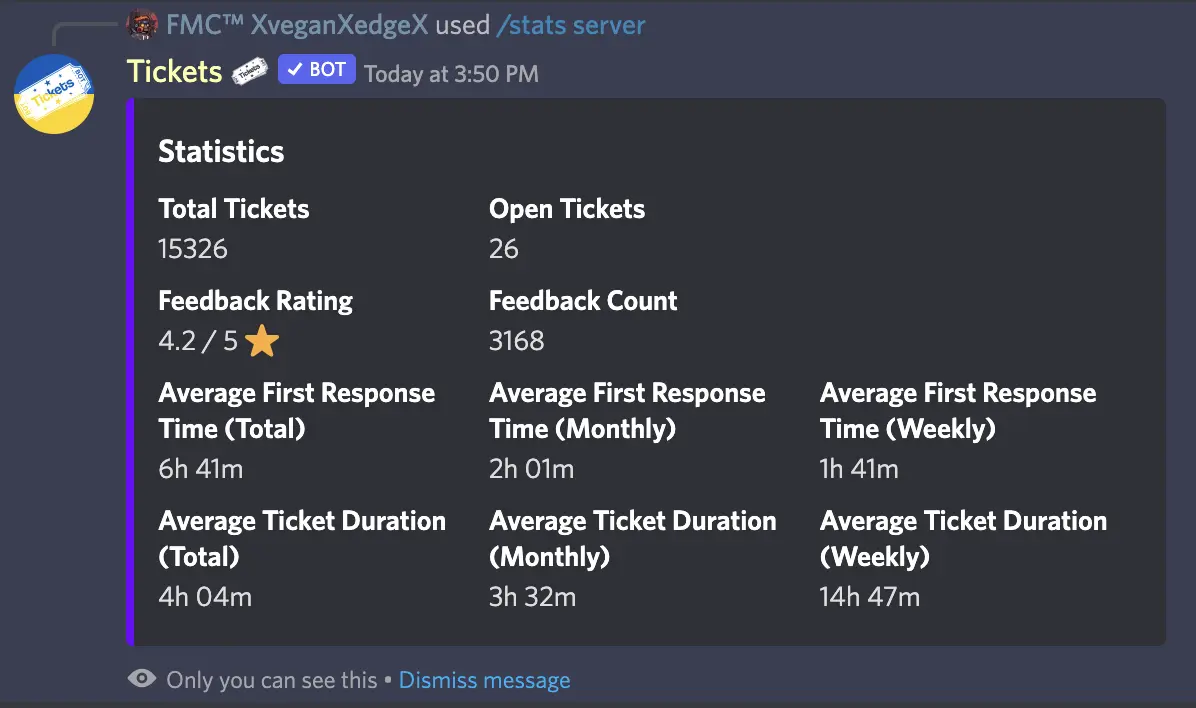 FMC™ XveganXedgeX used /stats server
Tickets Tickets BOT Today at 3:50 PM
Tickets BOT
Statistics
Total Tickets Open Tickets
15326 26
Feedback Rating Feedback Count
4.2 / 5 3168
Average First Response Average First Response Average First Response
Time (Total) Time (Monthly) Time (Weekly)
6h 41m 2h 01m 1h 41m
Average Ticket Duration Average Ticket Duration Average Ticket Duration
(Total) (Monthly) (Weekly)
4h 04m 3h 32m 14h 47m
Only you can see this • Dismiss message